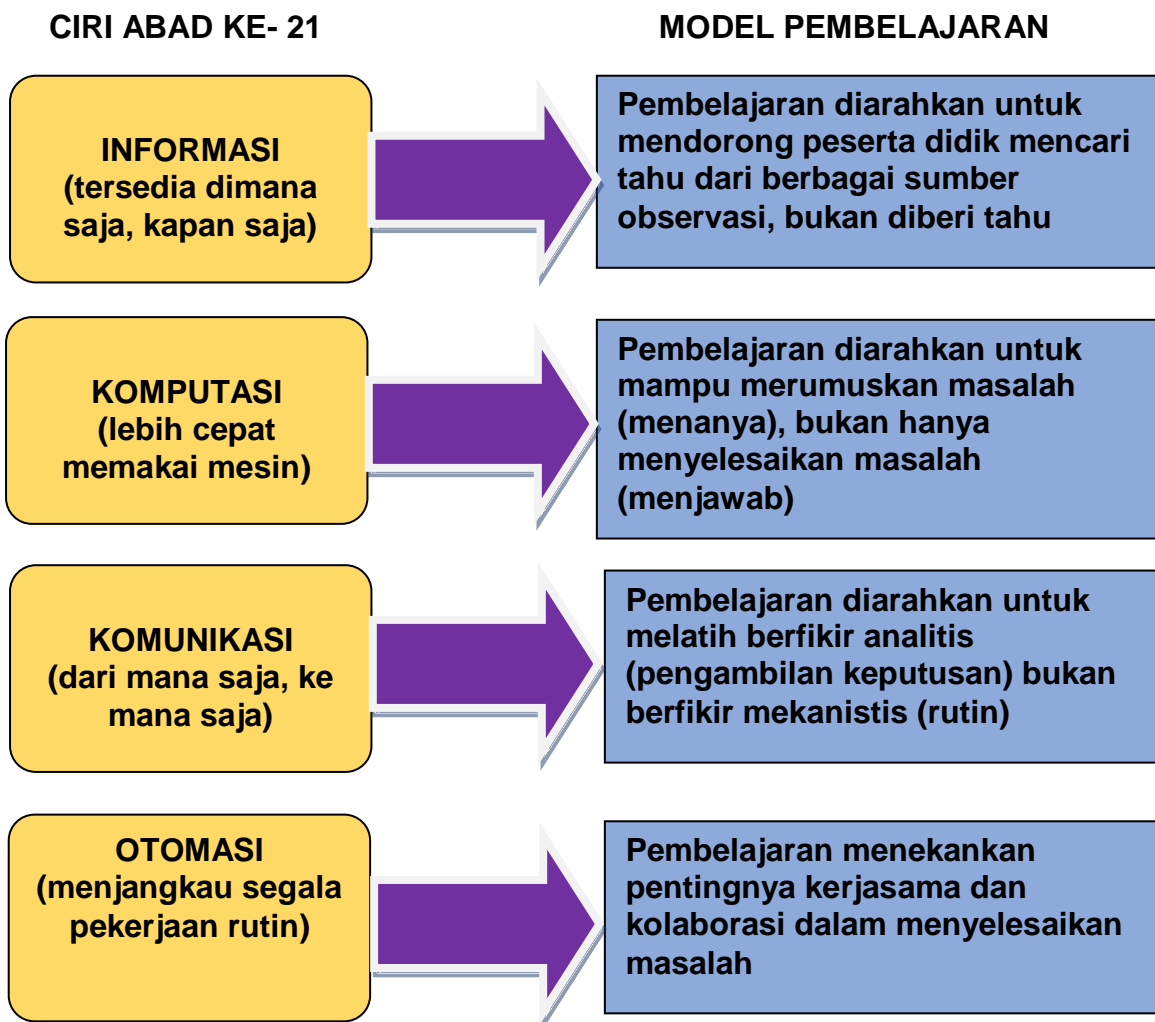 CIRI ABAD KE- 21
MODEL PEMBELAJARAN
INFORMASI
(tersedia dimana
saja, kapan saja)
Pembelajaran diarahkan untuk
mendorong peserta didik mencari
tahu dari berbagai sumber
observasi, bukan diberi tahu
KOMPUTASI
(lebih cepat
memakai mesin)
Pembelajaran diarahkan untuk
mampu merumuskan masalah
(menanya), bukan hanya
menyelesaikan masalah
(menjawab)
KOMUNIKASI
(dari mana saja, ke
mana saja)
Pembelajaran diarahkan untuk
melatih berfikir analitis
(pengambilan keputusan) bukan
berfikir mekanistis (rutin)
OTOMASI
(menjangkau segala
pekerjaan rutin)
Pembelajaran menekankan
pentingnya kerjasama dan
kolaborasi dalam menyelesaikan
masalah